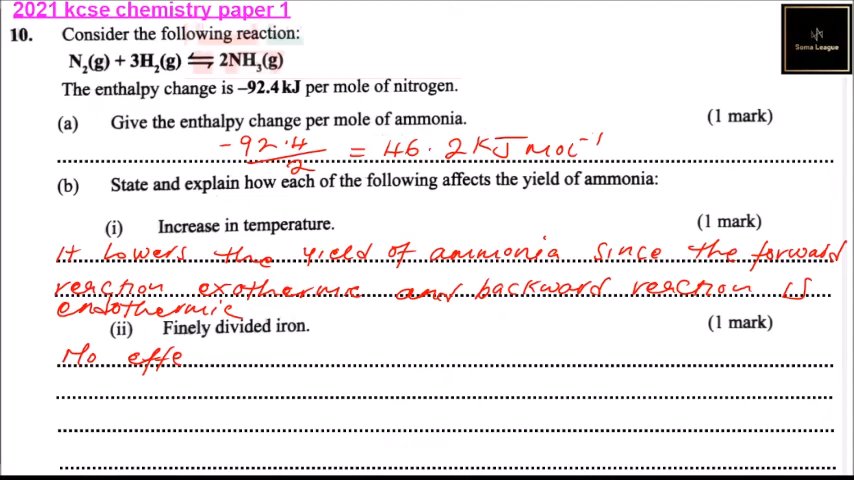 2021 kcse chemistry paper 1
Soma League
10. Consider the following reaction:
N₂(g) + 3H₂(g) ⇌ 2NH₃(g)
The enthalpy change is –92.4 kJ per mole of nitrogen.
(a) Give the enthalpy change per mole of ammonia. (1 mark)
-92.4/2 = 46.2 KJ mol⁻¹
(b) State and explain how each of the following affects the yield of ammonia:
(i) Increase in temperature. (1 mark)
It lowers the yield of ammonia since the forward
reaction exothermic and backward reaction is
endothermic
(ii) Finely divided iron. (1 mark)
No effe